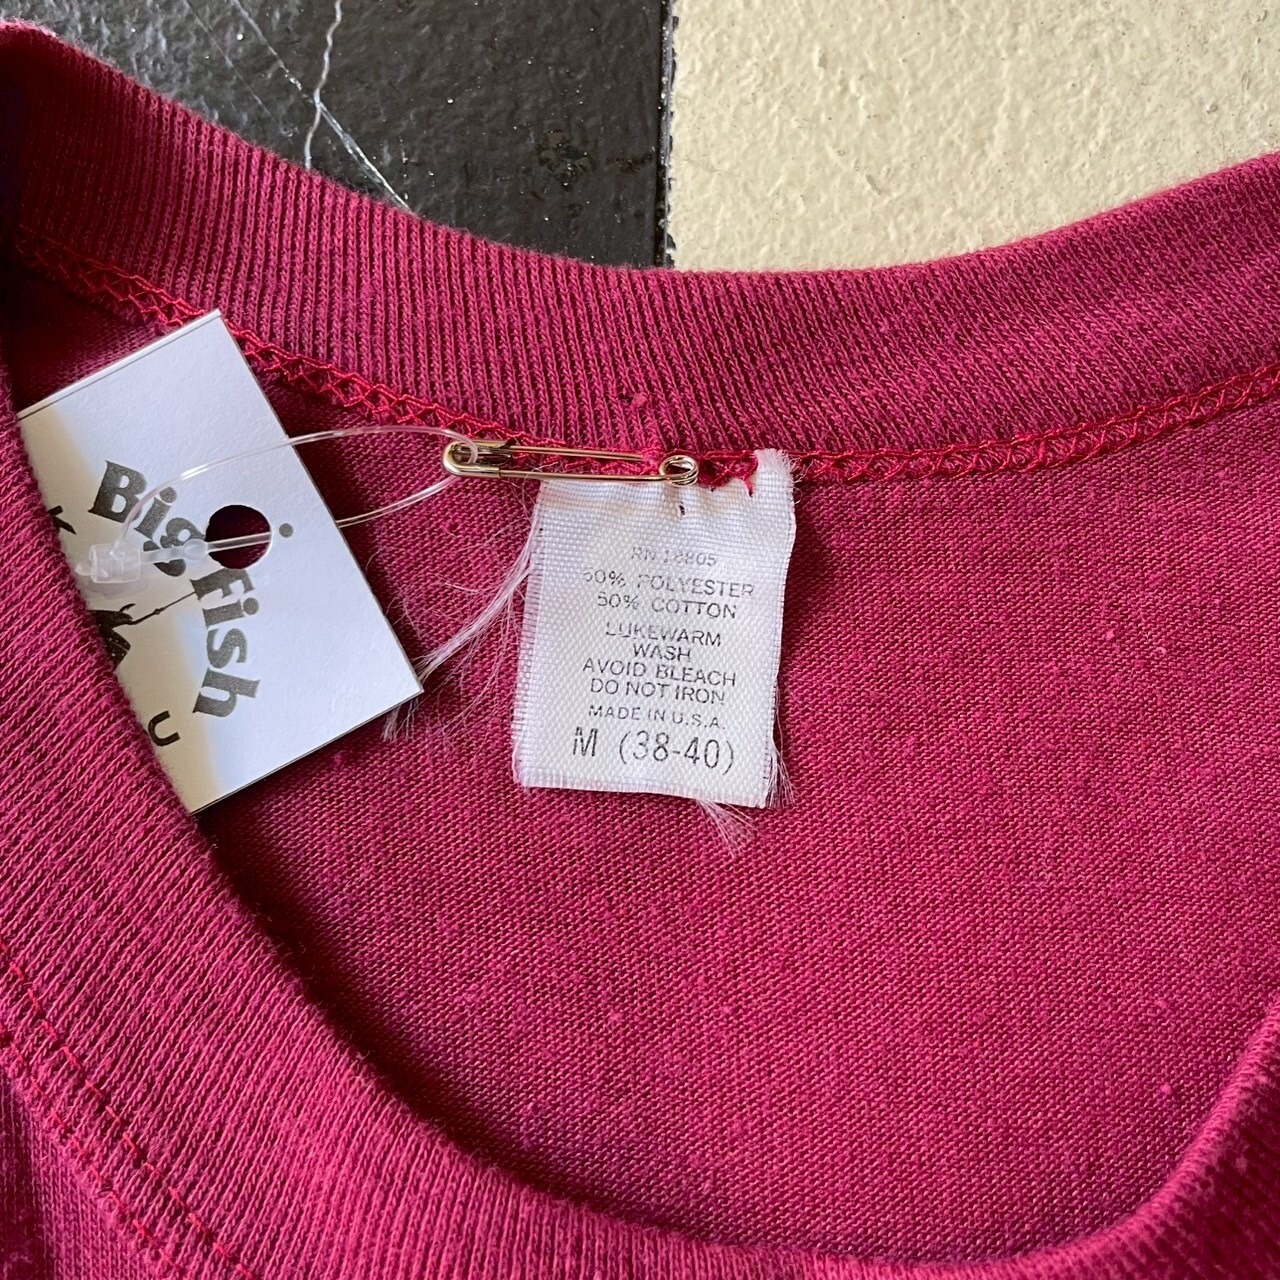 Big Fish
K
U
RN 18805
50% POLYESTER
50% COTTON
LUKEWARM
WASH
AVOID BLEACH
DO NOT IRON
MADE IN U.S.A.
M (38-40)